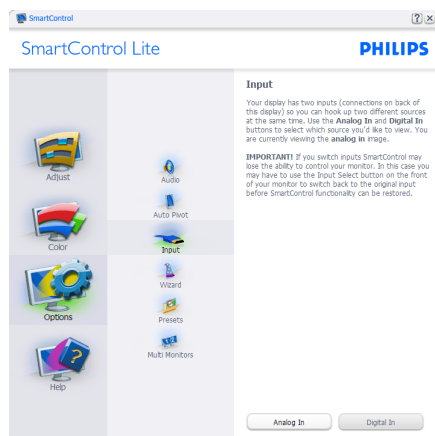 SmartControl
SmartControl Lite
PHILIPS
Adjust
Color
Options
Help
Audio
Auto Pivot
Input
Wizard
Presets
Multi Monitors
Input
Your display has two inputs (connections on back of
this display) so you can hook up two different sources
at the same time. Use the Analog In and Digital In
buttons to select which source you'd like to view. You
are currently viewing the analog in image.
IMPORTANT! If you switch inputs SmartControl may
lose the ability to control your monitor. In this case you
may have to use the Input Select button on the front
of your monitor to switch back to the original input
before SmartControl functionality can be restored.
Analog In
Digital In